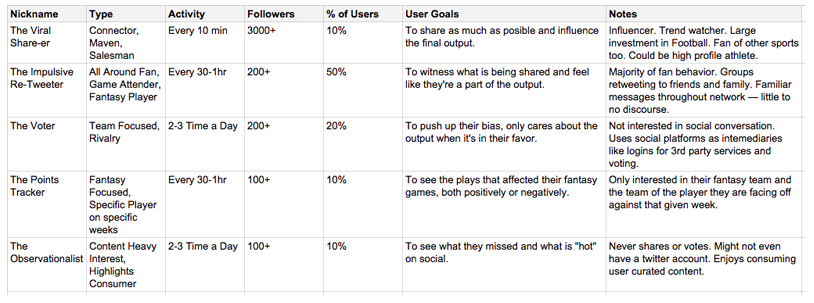 Nickname Type Activity Followers % of Users User Goals Notes
The Viral Share-er
Connector, Maven, Salesman
Every 10 min
3000+
10%
To share as much as posible and influence
the final output.
Influencer. Trend watcher. Large
investment in Football. Fan of other sports
too. Could be high profile athlete.
The Impulsive
Re-Tweeter
All Around Fan,
Game Attender,
Fantasy Player
Every 30-1hr
200+
50%
To witness what is being shared and feel
like they're a part of the output.
Majority of fan behavior. Groups
retweeting to friends and family. Familiar
messages throughout network — little to
no discourse.
The Voter
Team Focused,
Rivalry
2-3 Time a Day
200+
20%
To push up their bias, only cares about the
output when it's in their favor.
Not interested in social conversation.
Uses social platforms as intemediaries
like logins for 3rd party services and
voting.
The Points
Tracker
Fantasy
Focused,
Specific Player
on specific
weeks
Every 30-1hr
100+
10%
To see the plays that affected their fantasy
games, both positively or negatively.
Only interested in their fantasy team and
the team of the player they are facing off
against that given week.
The
Observationalist
Content Heavy
Interest,
Highlights
Consumer
2-3 Time a Day
100+
10%
To see what they missed and what is "hot"
on social.
Never shares or votes. Might not even
have a twitter account. Enjoys consuming
user curated content.